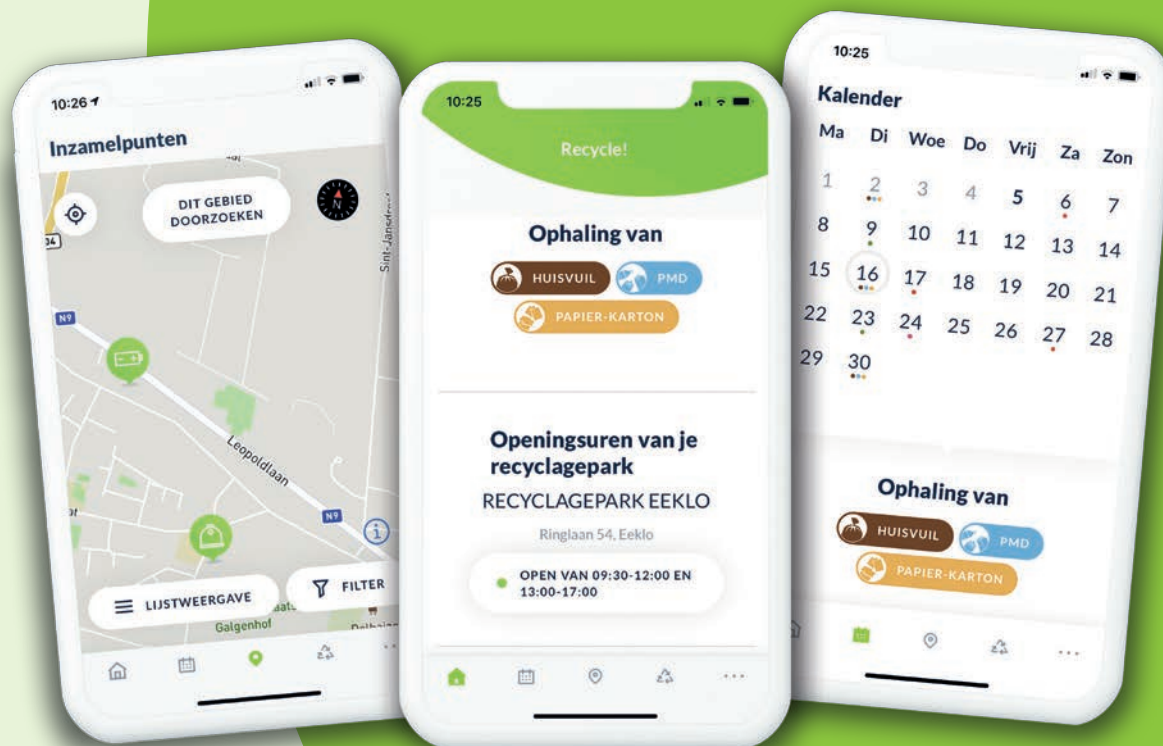 10:26
Inzamelpunten
DIT GEBIED
DOORZOEKEN
N
Sint-Jansdreef
N9
Leopoldlaan
N9
i
LIJSTWEERGAVE
FILTER
Galgenhof
10:25
Recycle!
Ophaling van
HUISVUIL
PMD
PAPIER-KARTON
Openingsuren van je
recyclagepark
RECYCLAGEPARK EEKLO
Ringlaan 54, Eeklo
OPEN VAN 09:30-12:00 EN
13:00-17:00
10:25
Kalender
Ma Di Woe Do Vrij Za Zon
1 2 3 4 5 6 7
8 9 10 11 12 13 14
15 16 17 18 19 20 21
22 23 24 25 26 27 28
29 30
Ophaling van
HUISVUIL
PMD
PAPIER-KARTON